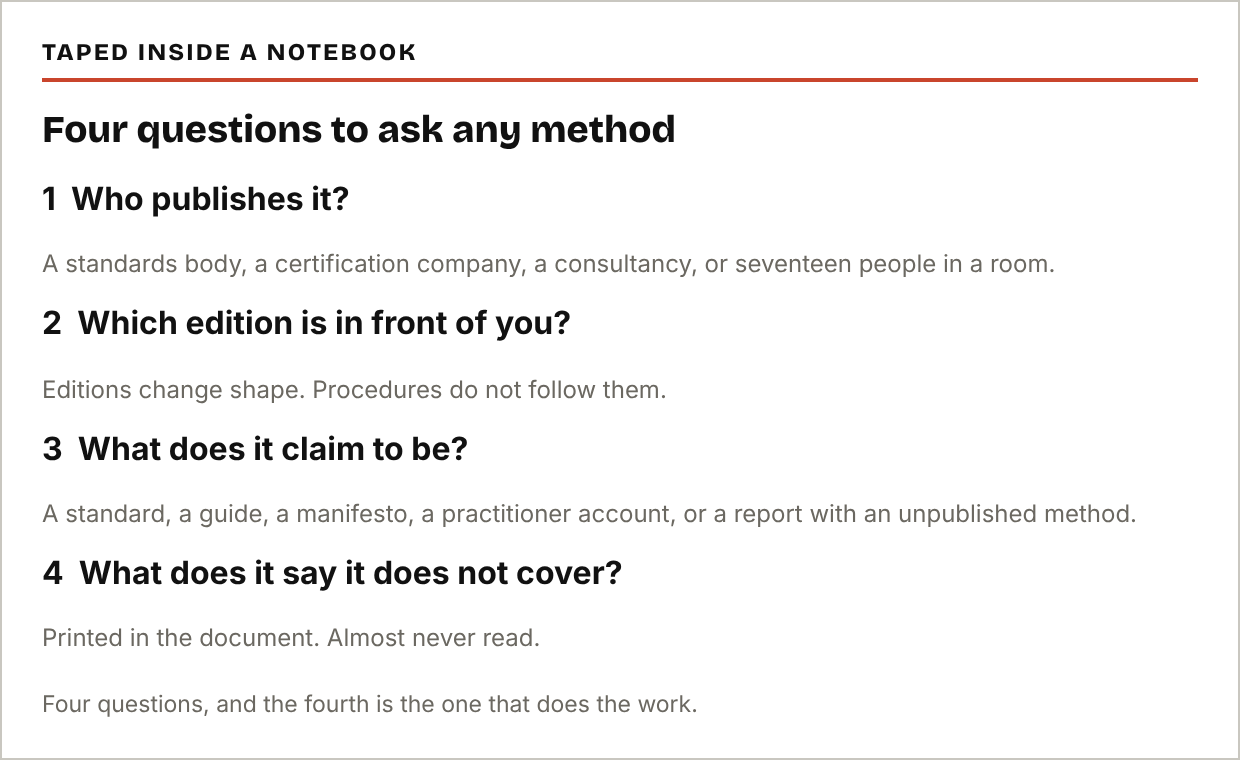 TAPED INSIDE A NOTEBOOK
Four questions to ask any method
1 Who publishes it?
A standards body, a certification company, a consultancy, or seventeen people in a room.
2 Which edition is in front of you?
Editions change shape. Procedures do not follow them.
3 What does it claim to be?
A standard, a guide, a manifesto, a practitioner account, or a report with an unpublished method.
4 What does it say it does not cover?
Printed in the document. Almost never read.
Four questions, and the fourth is the one that does the work.